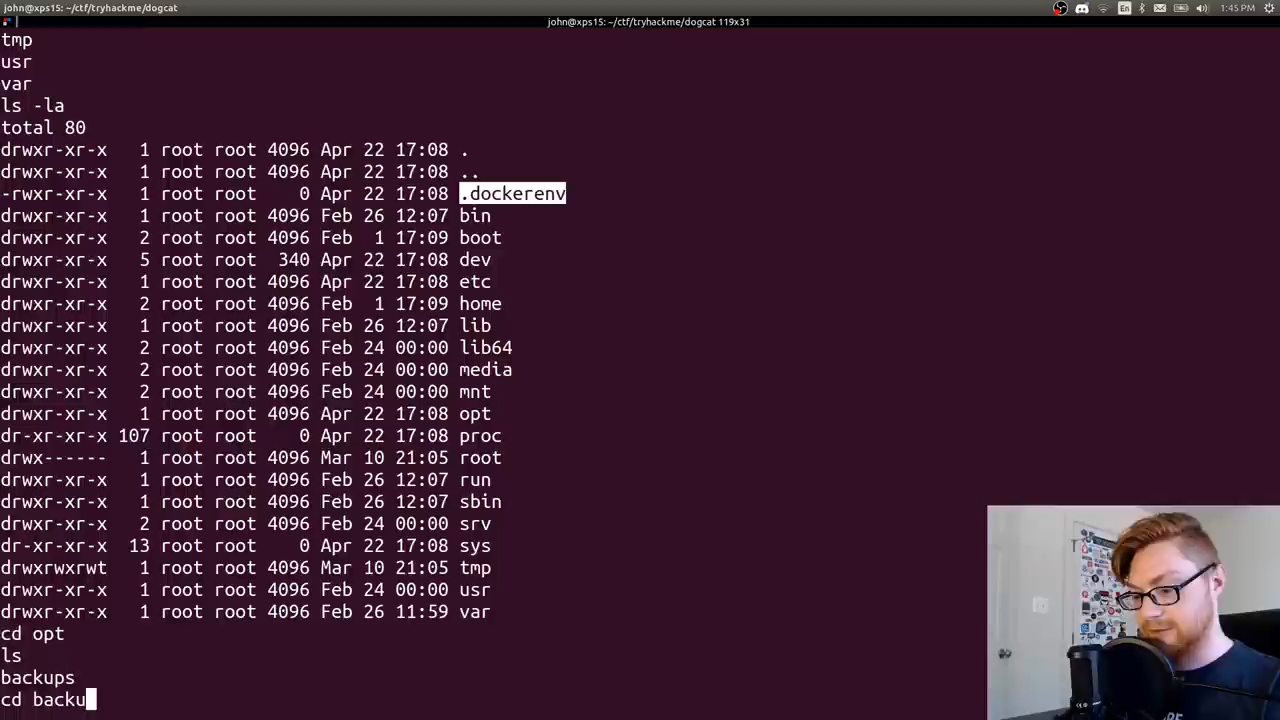 john@xps15: ~/ctf/tryhackme/dogcat
En
1:45 PM
john@xps15: ~/ctf/tryhackme/dogcat 119x31
tmp
usr
var
ls -la
total 80
drwxr-xr-x 1 root root 4096 Apr 22 17:08 .
drwxr-xr-x 1 root root 4096 Apr 22 17:08 ..
-rwxr-xr-x 1 root root 0 Apr 22 17:08 .dockerenv
drwxr-xr-x 1 root root 4096 Feb 26 12:07 bin
drwxr-xr-x 2 root root 4096 Feb 1 17:09 boot
drwxr-xr-x 5 root root 340 Apr 22 17:08 dev
drwxr-xr-x 1 root root 4096 Apr 22 17:08 etc
drwxr-xr-x 2 root root 4096 Feb 1 17:09 home
drwxr-xr-x 1 root root 4096 Feb 26 12:07 lib
drwxr-xr-x 2 root root 4096 Feb 24 00:00 lib64
drwxr-xr-x 2 root root 4096 Feb 24 00:00 media
drwxr-xr-x 2 root root 4096 Feb 24 00:00 mnt
drwxr-xr-x 1 root root 4096 Apr 22 17:08 opt
dr-xr-xr-x 107 root root 0 Apr 22 17:08 proc
drwx------ 1 root root 4096 Mar 10 21:05 root
drwxr-xr-x 1 root root 4096 Feb 26 12:07 run
drwxr-xr-x 1 root root 4096 Feb 26 12:07 sbin
drwxr-xr-x 2 root root 4096 Feb 24 00:00 srv
dr-xr-xr-x 13 root root 0 Apr 22 17:08 sys
drwxrwxrwt 1 root root 4096 Mar 10 21:05 tmp
drwxr-xr-x 1 root root 4096 Feb 24 00:00 usr
drwxr-xr-x 1 root root 4096 Feb 26 11:59 var
cd opt
ls
backups
cd backu